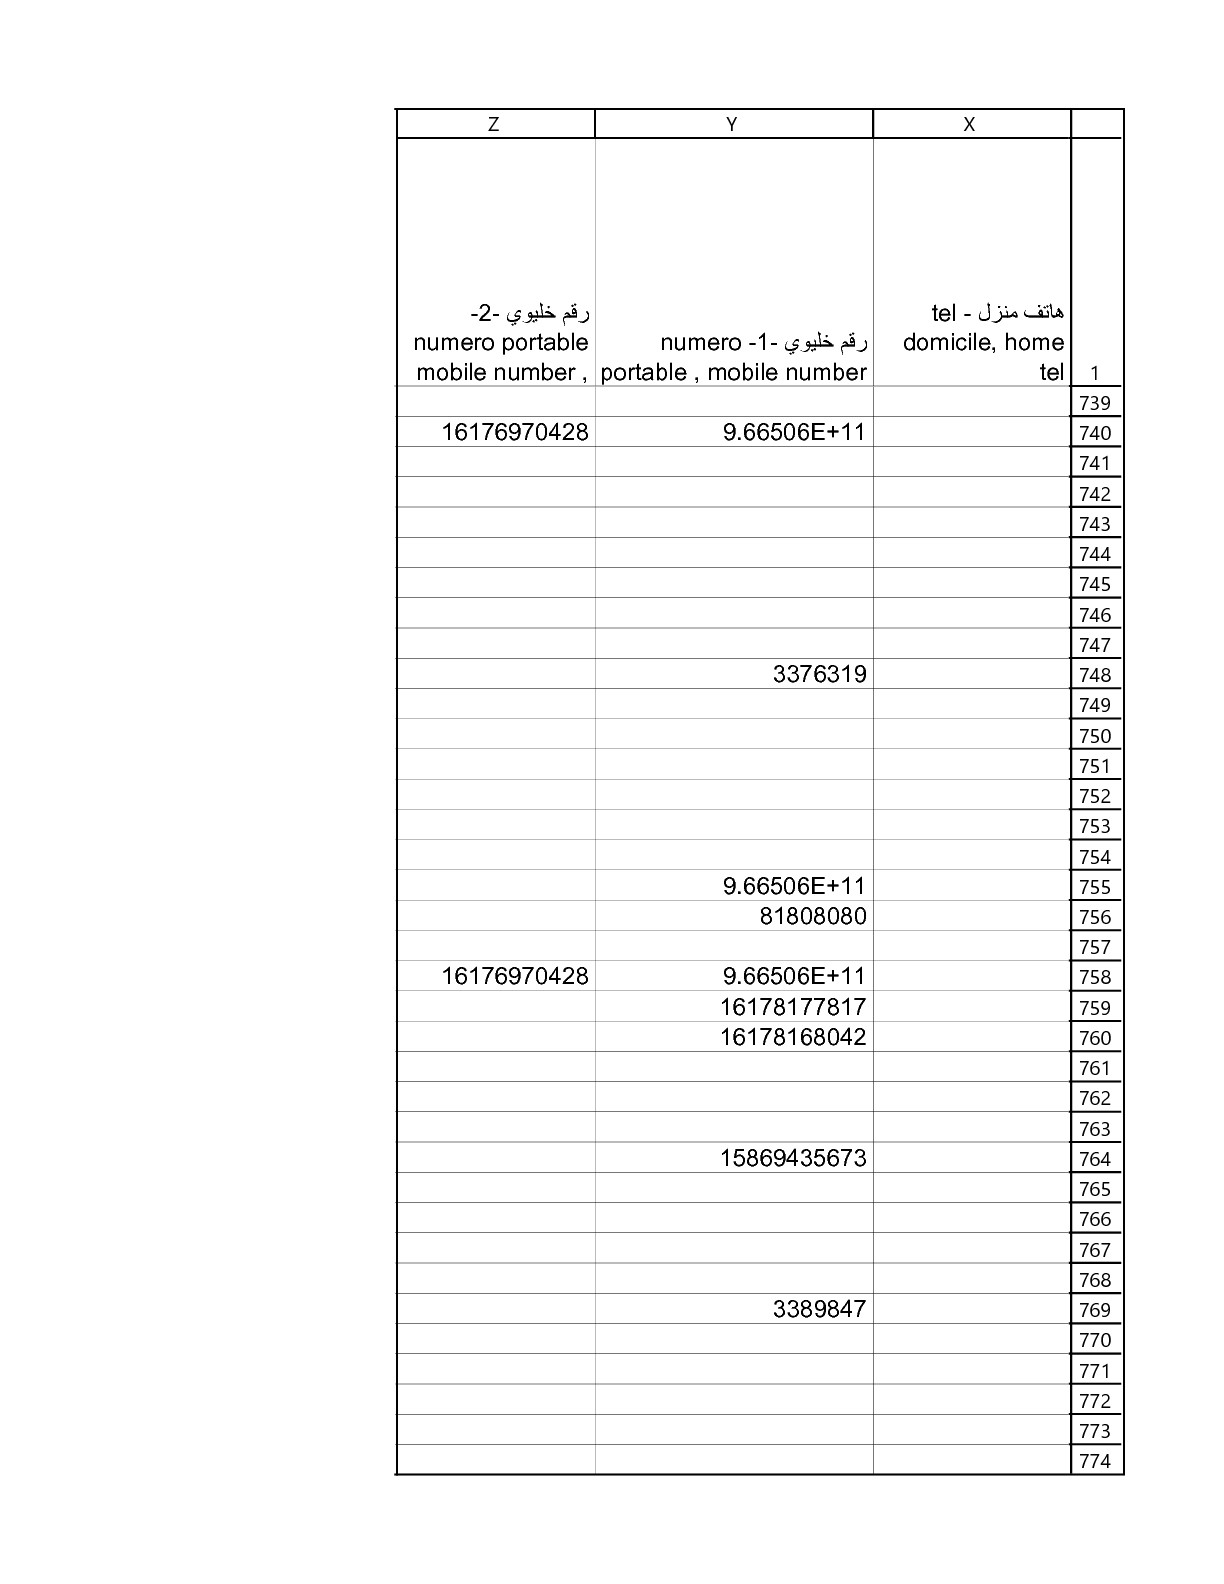 Z Y X
رقم خليوي -2-
numero portable
mobile number ,
numero -1- رقم خليوي
portable , mobile number
tel - هاتف منزل
domicile, home
tel
1
739
16176970428 9.66506E+11 740
741
742
743
744
745
746
747
3376319 748
749
750
751
752
753
754
9.66506E+11 755
81808080 756
757
16176970428 9.66506E+11 758
16178177817 759
16178168042 760
761
762
763
15869435673 764
765
766
767
768
3389847 769
770
771
772
773
774